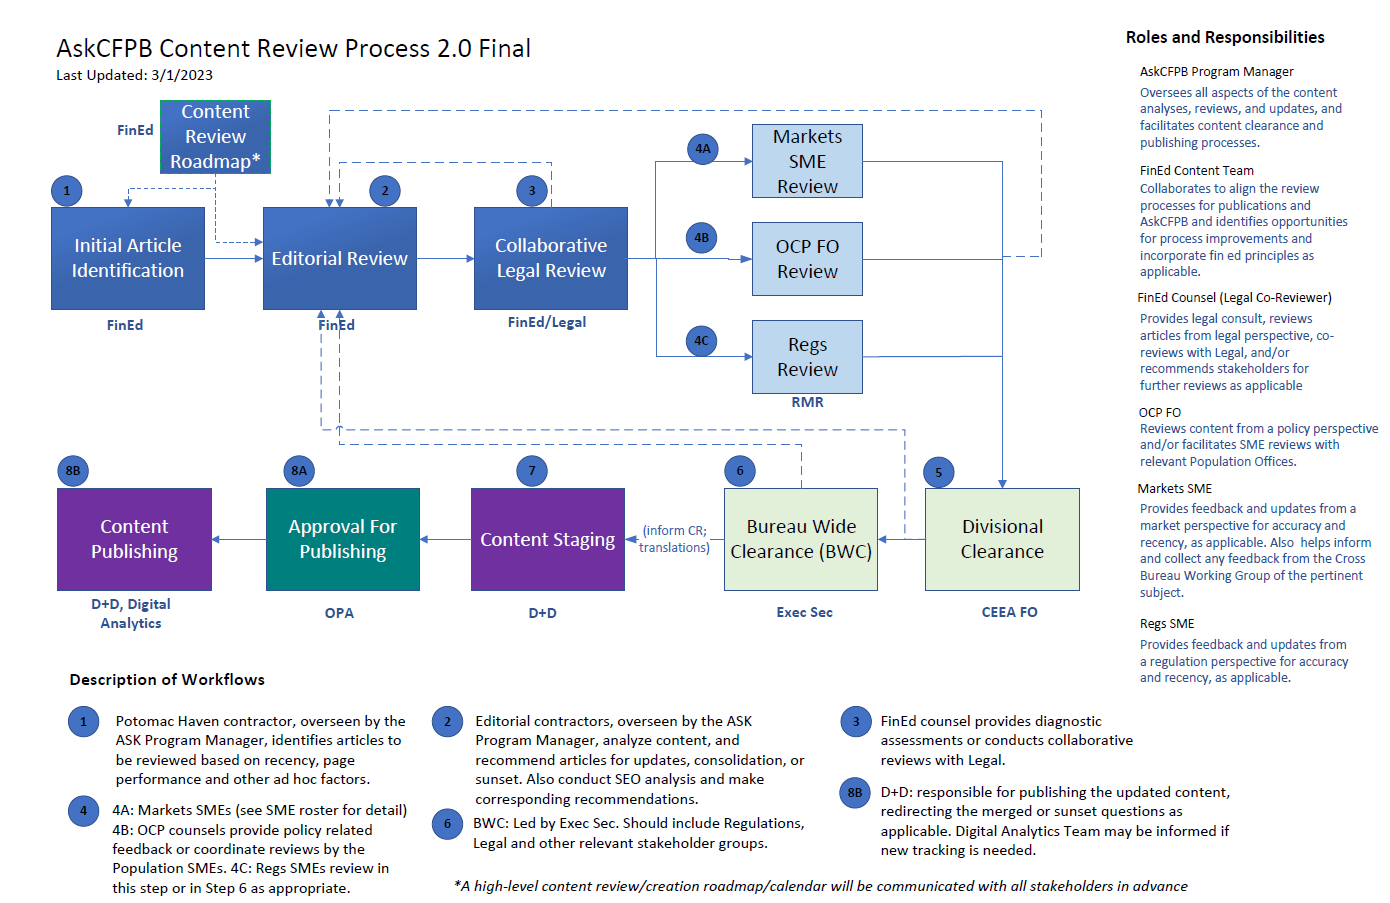 AskCFPB Content Review Process 2.0 Final
Last Updated: 3/1/2023
FinEd
Content
Review
Roadmap*
1
Initial Article
Identification
FinEd
2
Editorial Review
FinEd
3
Collaborative
Legal Review
FinEd/Legal
4A
Markets
SME
Review
4B
OCP FO
Review
4C
Regs
Review
RMR
8B
Content
Publishing
D+D, Digital
Analytics
8A
Approval For
Publishing
OPA
7
Content Staging
D+D
(inform CR;
translations)
6
Bureau Wide
Clearance (BWC)
Exec Sec
5
Divisional
Clearance
CEEA FO
Roles and Responsibilities
AskCFPB Program Manager
Oversees all aspects of the content
analyses, reviews, and updates, and
facilitates content clearance and
publishing processes.
FinEd Content Team
Collaborates to align the review
processes for publications and
AskCFPB and identifies opportunities
for process improvements and
incorporate fin ed principles as
applicable.
FinEd Counsel (Legal Co-Reviewer)
Provides legal consult, reviews
articles from legal perspective, co-
reviews with Legal, and/or
recommends stakeholders for
further reviews as applicable
OCP FO
Reviews content from a policy perspective
and/or facilitates SME reviews with
relevant Population Offices.
Markets SME
Provides feedback and updates from a
market perspective for accuracy and
recency, as applicable. Also  helps inform
and collect any feedback from the Cross
Bureau Working Group of the pertinent
subject.
Regs SME
Provides feedback and updates from
a regulation perspective for accuracy
and recency, as applicable.
Description of Workflows
1
Potomac Haven contractor, overseen by the
ASK Program Manager, identifies articles to
be reviewed based on recency, page
performance and other ad hoc factors.
4
4A: Markets SMEs (see SME roster for detail)
4B: OCP counsels provide policy related
feedback or coordinate reviews by the
Population SMEs. 4C: Regs SMEs review in
this step or in Step 6 as appropriate.
2
Editorial contractors, overseen by the ASK
Program Manager, analyze content, and
recommend articles for updates, consolidation, or
sunset. Also conduct SEO analysis and make
corresponding recommendations.
6
BWC: Led by Exec Sec. Should include Regulations,
Legal and other relevant stakeholder groups.
3
FinEd counsel provides diagnostic
assessments or conducts collaborative
reviews with Legal.
8B
D+D: responsible for publishing the updated content,
redirecting the merged or sunset questions as
applicable. Digital Analytics Team may be informed if
new tracking is needed.
*A high-level content review/creation roadmap/calendar will be communicated with all stakeholders in advance